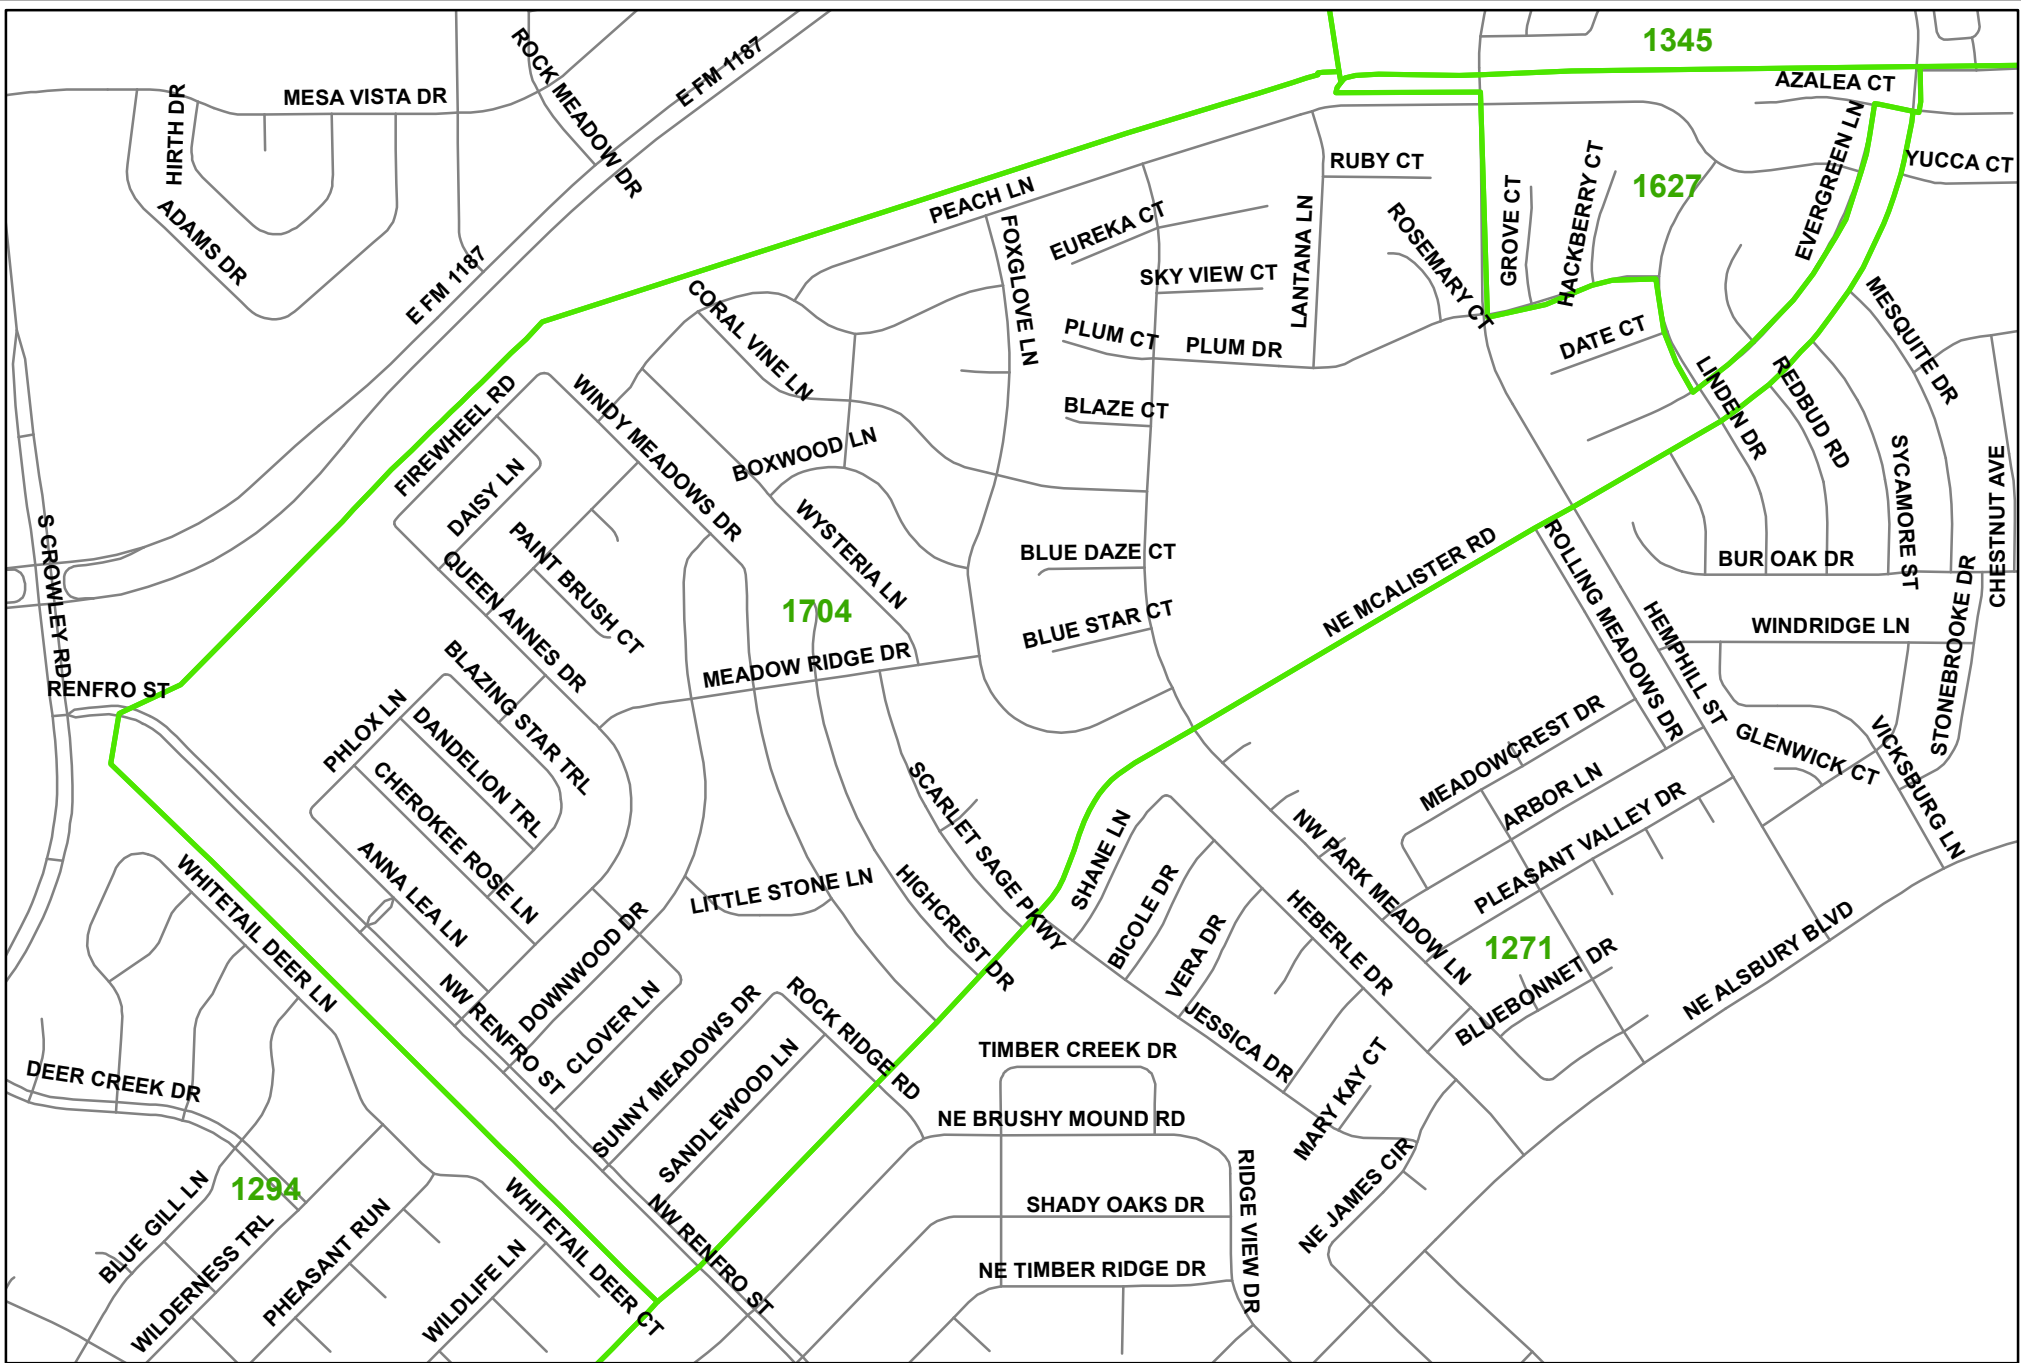 1345
ROCK MEADOW DR
E FM 1187
MESA VISTA DR
HIRTH DR
ADAMS DR
E FM 1187
AZALEA CT
EVERGREEN LN
YUCCA CT
RUBY CT
HACKBERRY CT
1627
GROVE CT
PEACH LN
FOXGLOVE LN
EUREKA CT
LANTANA LN
ROSEMARY CT
SKY VIEW CT
CORAL VINE LN
PLUM CT
PLUM DR
DATE CT
MESQUITE DR
LINDEN DR
REDBUD RD
SYCAMORE ST
CHESTNUT AVE
FIREWHEEL RD
WINDY MEADOWS DR
BLAZE CT
BOXWOOD LN
DAISY LN
WYSTERIA LN
PAINT BRUSH CT
QUEEN ANNES DR
S CROWLEY RD
BLUE DAZE CT
NE MCALISTER RD
ROLLING MEADOWS DR
BUR OAK DR
1704
BLUE STAR CT
HEMPHILL ST
WINDRIDGE LN
STONEBROOKE DR
MEADOW RIDGE DR
BLAZING STAR TRL
RENFRO ST
PHLOX LN
DANDELION TRL
CHEROKEE ROSE LN
ANNA LEA LN
MEADOWCREST DR
GLENWICK CT
VICKSBURG LN
ARBOR LN
PLEASANT VALLEY DR
SCARLET SAGE PKWY
SHANE LN
NW PARK MEADOW LN
WHITETAIL DEER LN
LITTLE STONE LN
HIGHCREST DR
BICOLE DR
VERA DR
HEBERLE DR
1271
BLUEBONNET DR
NE ALSBURY BLVD
DOWNWOOD DR
NW RENFRO ST
CLOVER LN
SUNNY MEADOWS DR
ROCK RIDGE RD
SANDLEWOOD LN
JESSICA DR
TIMBER CREEK DR
MARY KAY CT
DEER CREEK DR
NE BRUSHY MOUND RD
NE JAMES CIR
RIDGE VIEW DR
1294
BLUE GILL LN
WILDERNESS TRL
PHEASANT RUN
WILDLIFE LN
WHITETAIL DEER CT
NW RENFRO ST
SHADY OAKS DR
NE TIMBER RIDGE DR